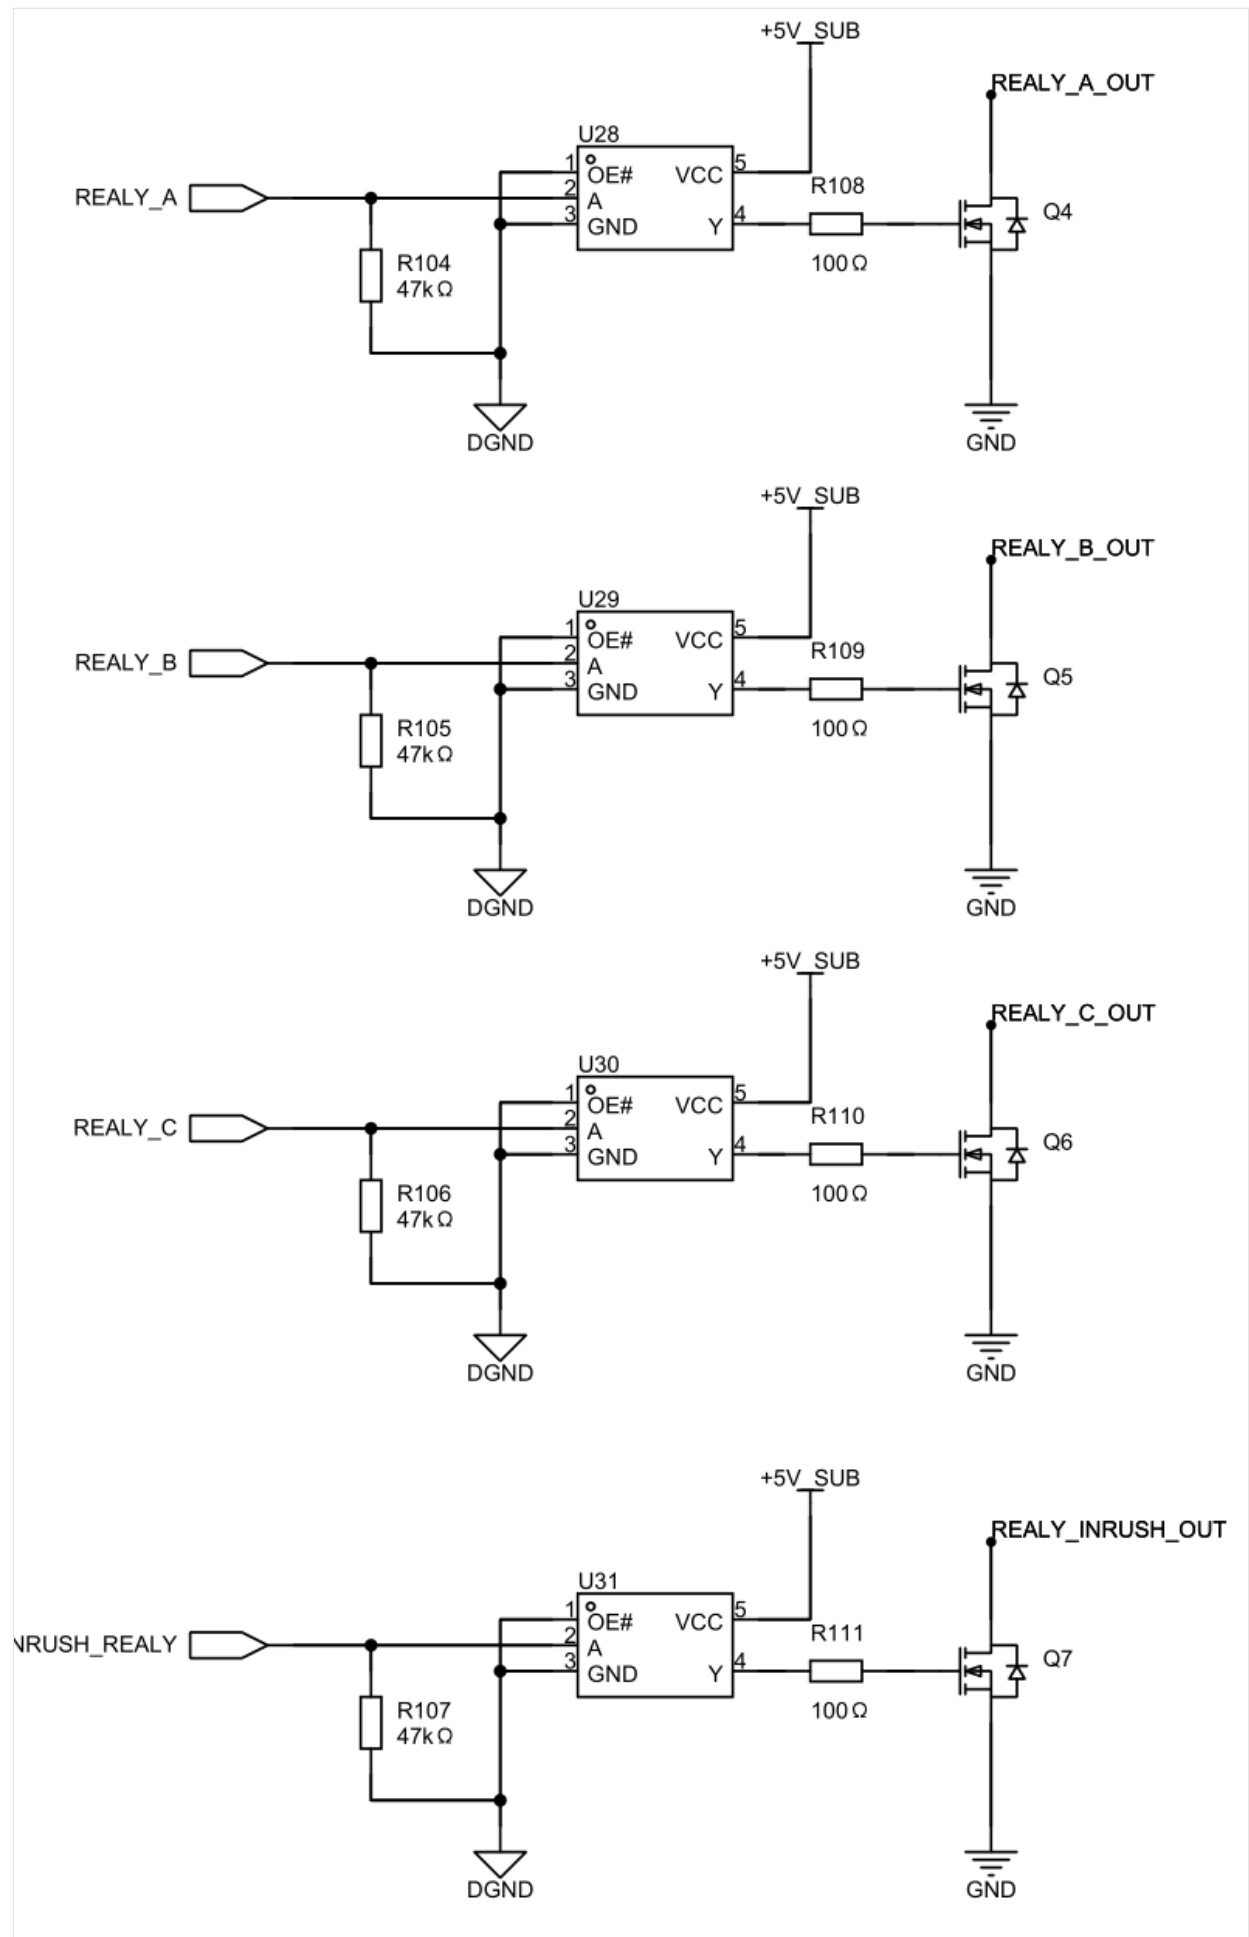 +5V_SUB
REALY_A_OUT
U28
1 OE# VCC 5
REALY_A
2 A
3 GND Y 4
R108
100Ω
Q4
R104
47kΩ
DGND
GND
+5V_SUB
REALY_B_OUT
U29
1 OE# VCC 5
REALY_B
2 A
3 GND Y 4
R109
100Ω
Q5
R105
47kΩ
DGND
GND
+5V_SUB
REALY_C_OUT
U30
1 OE# VCC 5
REALY_C
2 A
3 GND Y 4
R110
100Ω
Q6
R106
47kΩ
DGND
GND
+5V_SUB
REALY_INRUSH_OUT
U31
1 OE# VCC 5
NRUSH_REALY
2 A
3 GND Y 4
R111
100Ω
Q7
R107
47kΩ
DGND
GND